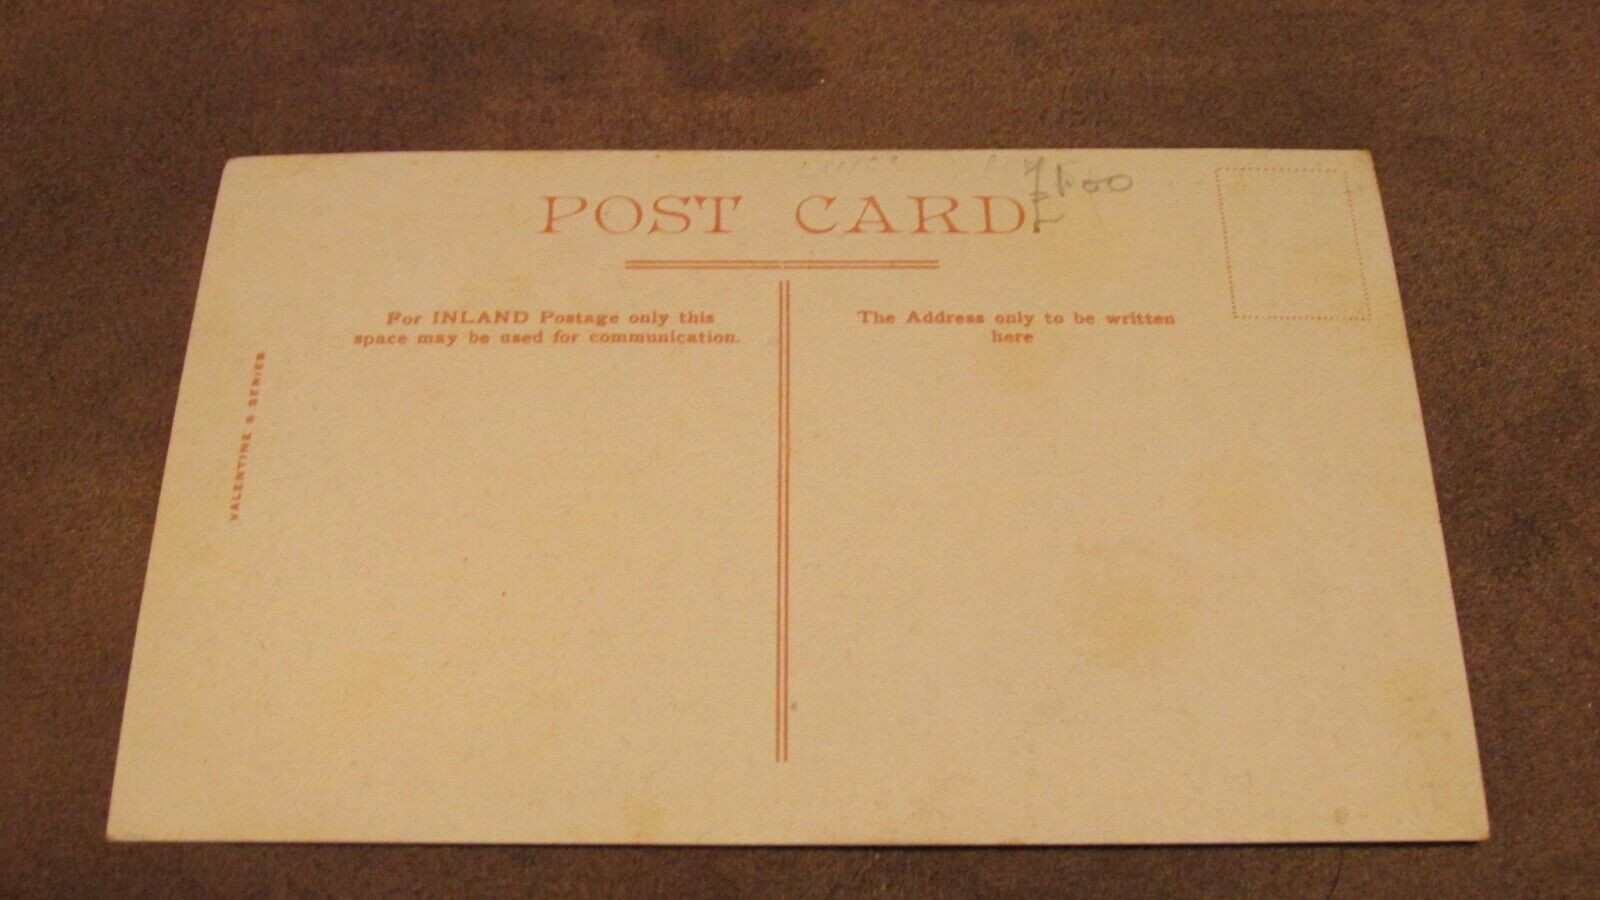 £1.00
POST CARD.
For INLAND Postage only this
space may be used for communication.
The Address only to be written
here
VALENTINE'S SERIES